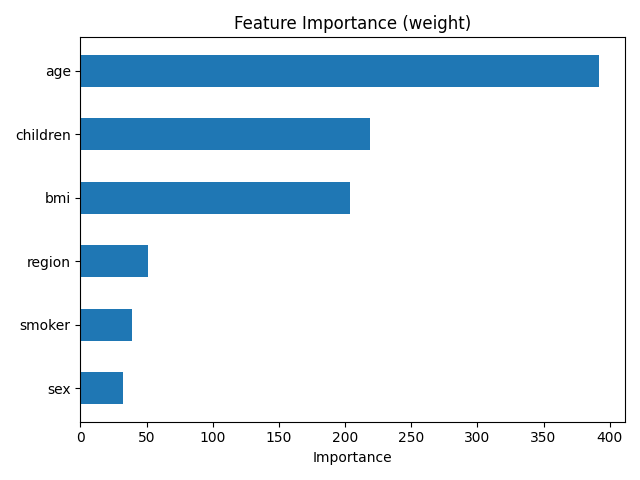 Feature Importance (weight)
age
children
bmi
region
smoker
sex
0 50 100 150 200 250 300 350 400
Importance